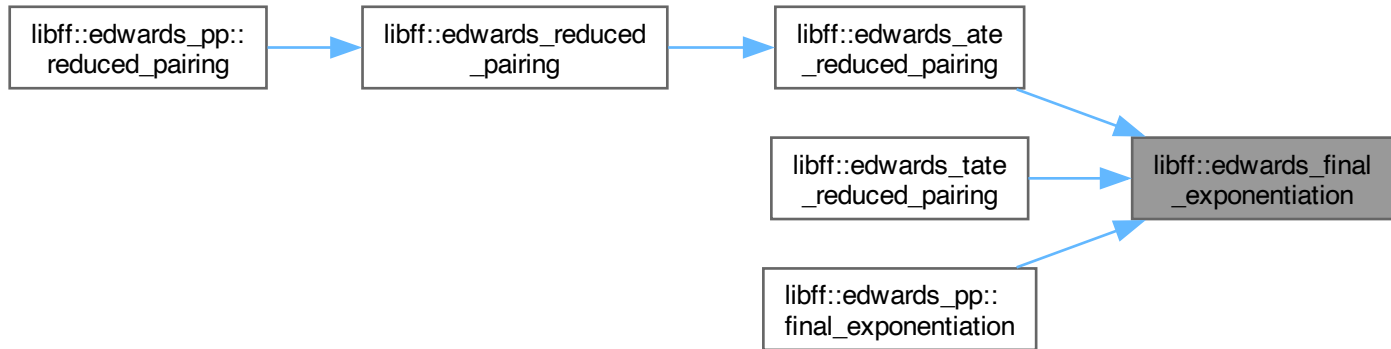 libff::edwards_pp::
reduced_pairing
libff::edwards_reduced
_pairing
libff::edwards_ate
_reduced_pairing
libff::edwards_tate
_reduced_pairing
libff::edwards_final
_exponentiation
libff::edwards_pp::
final_exponentiation